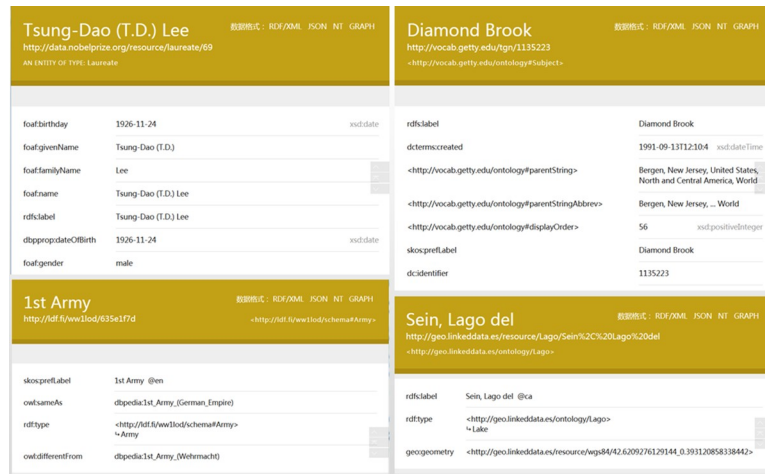 Tsung-Dao (T.D.) Lee
数据格式： RDF/XML JSON NT GRAPH
http://data.nobelprize.org/resource/laureate/69
AN ENTITY OF TYPE: Laureate
foaf:birthday 1926-11-24 xsd:date
foaf:givenName Tsung-Dao (T.D.)
foaf:familyName Lee
foaf:name Tsung-Dao (T.D.) Lee
rdfs:label Tsung-Dao (T.D.) Lee
dbpprop:dateOfBirth 1926-11-24 xsd:date
foaf:gender male
Diamond Brook
数据格式： RDF/XML JSON NT GRAPH
http://vocab.getty.edu/tgn/1135223
<http://vocab.getty.edu/ontology#Subject>
rdfs:label Diamond Brook
dcterms:created 1991-09-13T12:10:4 xsd:dateTime
<http://vocab.getty.edu/ontology#parentString> Bergen, New Jersey, United States,
North and Central America, World
<http://vocab.getty.edu/ontology#parentStringAbbrev> Bergen, New Jersey, ... World
<http://vocab.getty.edu/ontology#displayOrder> 56 xsd:positiveInteger
skos:prefLabel Diamond Brook
dc:identifier 1135223
1st Army
数据格式： RDF/XML JSON NT GRAPH
http://ldf.fi/ww1lod/635e1f7d
<http://ldf.fi/ww1lod/schema#Army>
skos:prefLabel 1st Army @en
owl:sameAs dbpedia:1st_Army_(German_Empire)
rdf:type <http://ldf.fi/ww1lod/schema#Army>
↳Army
owl:differentFrom dbpedia:1st_Army_(Wehrmacht)
Sein, Lago del
数据格式： RDF/XML JSON NT GRAPH
http://geo.linkeddata.es/resource/Lago/Sein%2C%20Lago%20del
<http://geo.linkeddata.es/ontology/Lago>
rdfs:label Sein, Lago del @ca
rdf:type <http://geo.linkeddata.es/ontology/Lago>
↳Lake
geo:geometry <http://geo.linkeddata.es/resource/wgs84/42.6209276129144_0.393120858338442>